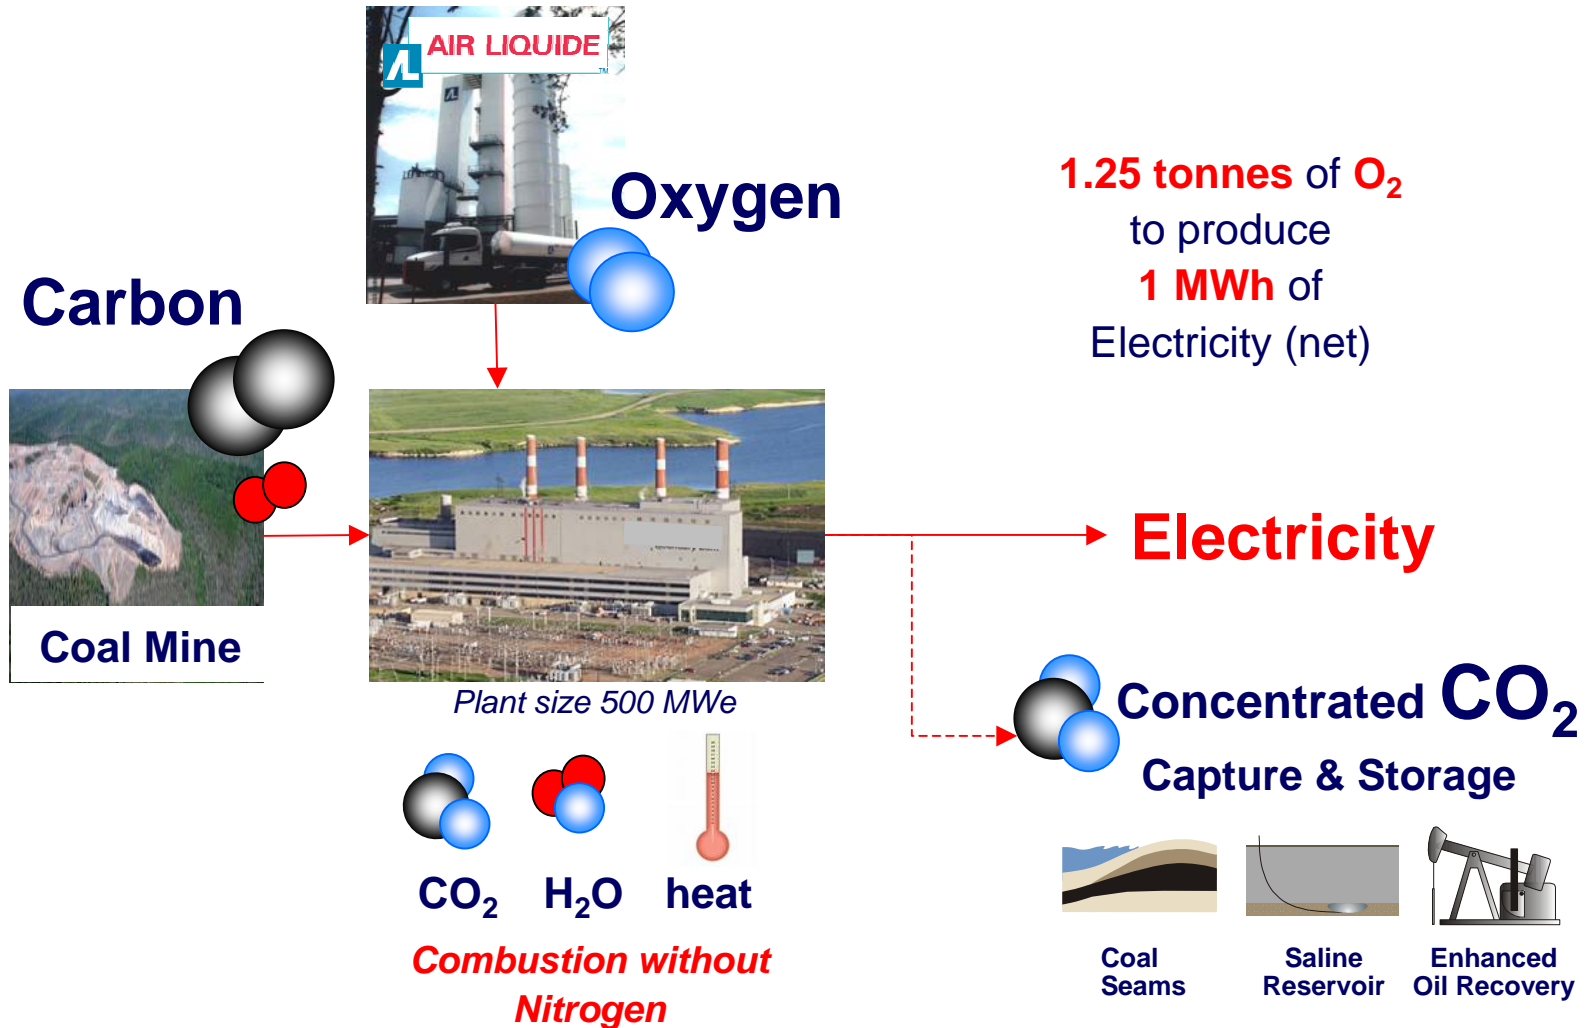 AIR LIQUIDE
TM
Oxygen
1.25 tonnes of O₂
to produce
1 MWh of
Electricity (net)
Carbon
Coal Mine
Plant size 500 MWe
Electricity
Concentrated CO₂
Capture & Storage
CO₂ H₂O heat
Combustion without
Nitrogen
Coal
Seams
Saline
Reservoir
Enhanced
Oil Recovery